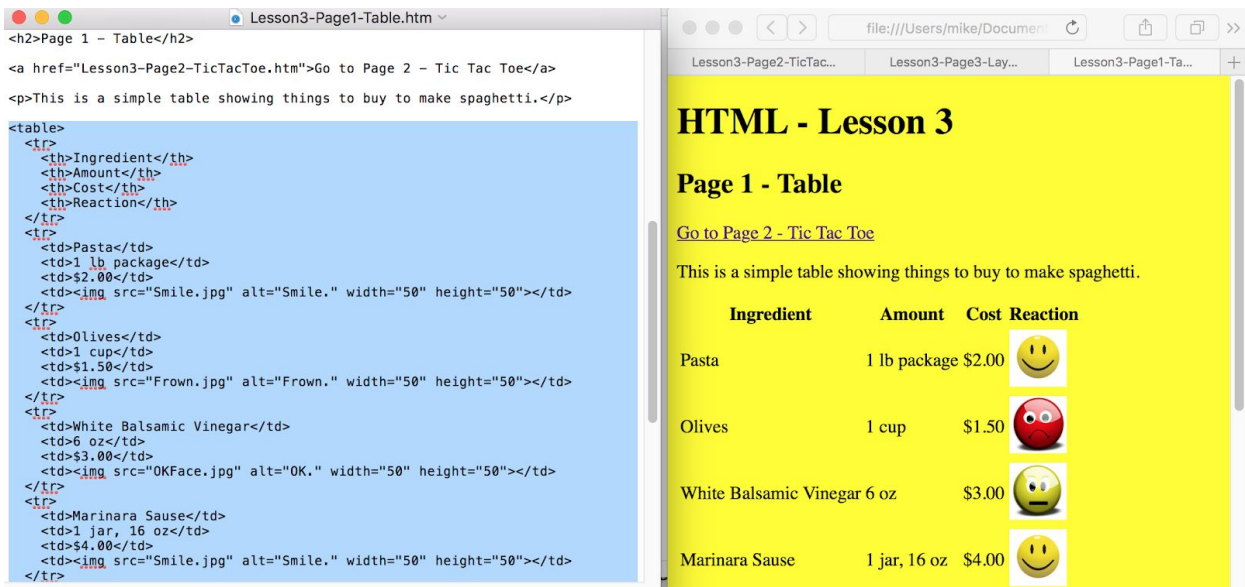 Lesson3-Page1-Table.htm
<h2>Page 1 - Table</h2>
<a href="Lesson3-Page2-TicTacToe.htm">Go to Page 2 - Tic Tac Toe</a>
<p>This is a simple table showing things to buy to make spaghetti.</p>
<table>
<tr>
<th>Ingredient</th>
<th>Amount</th>
<th>Cost</th>
<th>Reaction</th>
</tr>
<tr>
<td>Pasta</td>
<td>1 lb package</td>
<td>$2.00</td>
<td><img src="Smile.jpg" alt="Smile." width="50" height="50"></td>
</tr>
<tr>
<td>Olives</td>
<td>1 cup</td>
<td>$1.50</td>
<td><img src="Frown.jpg" alt="Frown." width="50" height="50"></td>
</tr>
<tr>
<td>White Balsamic Vinegar</td>
<td>6 oz</td>
<td>$3.00</td>
<td><img src="OKFace.jpg" alt="OK." width="50" height="50"></td>
</tr>
<tr>
<td>Marinara Sause</td>
<td>1 jar, 16 oz</td>
<td>$4.00</td>
<td><img src="Smile.jpg" alt="Smile." width="50" height="50"></td>
</tr>
file:///Users/mike/Documen
Lesson3-Page2-TicTac... Lesson3-Page3-Lay... Lesson3-Page1-Ta...
HTML - Lesson 3
Page 1 - Table
Go to Page 2 - Tic Tac Toe
This is a simple table showing things to buy to make spaghetti.
Ingredient Amount Cost Reaction
Pasta 1 lb package $2.00
Olives 1 cup $1.50
White Balsamic Vinegar 6 oz $3.00
Marinara Sause 1 jar, 16 oz $4.00